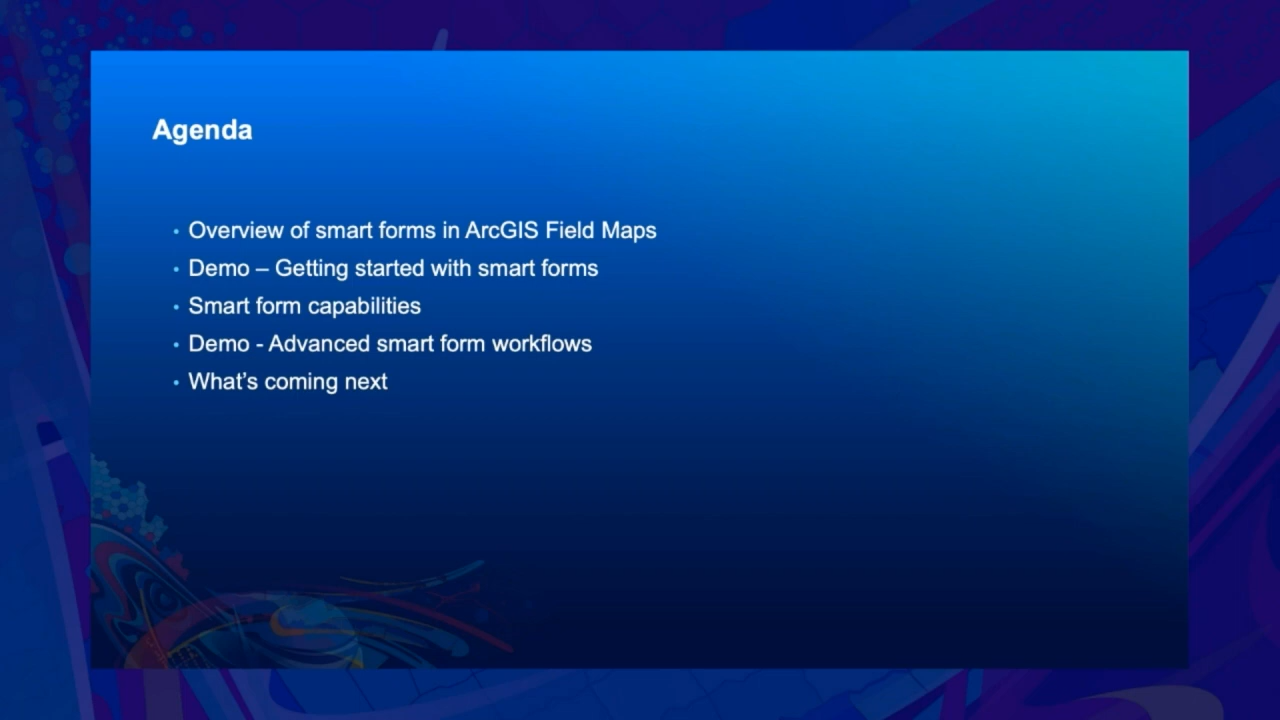 Agenda
• Overview of smart forms in ArcGIS Field Maps
• Demo – Getting started with smart forms
• Smart form capabilities
• Demo - Advanced smart form workflows
• What’s coming next